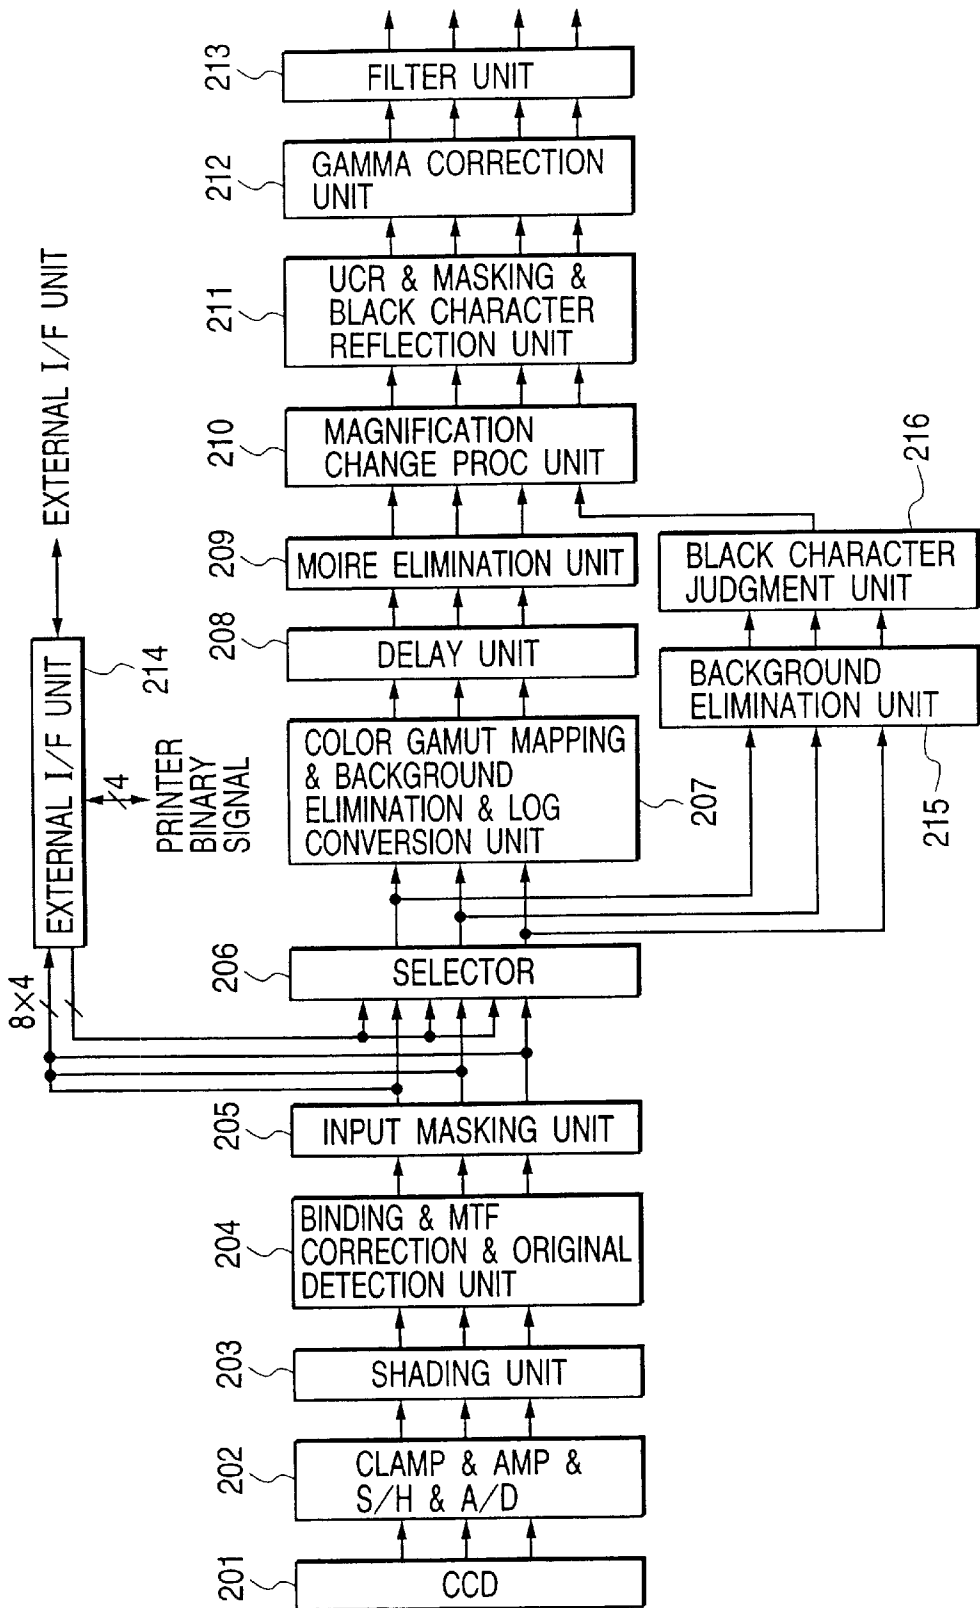 201
CCD
202
CLAMP & AMP &
S/H & A/D
203
SHADING UNIT
204
BINDING & MTF
CORRECTION & ORIGINAL
DETECTION UNIT
205
INPUT MASKING UNIT
8×4
206
SELECTOR
EXTERNAL I/F UNIT
214
4
PRINTER
BINARY
SIGNAL
EXTERNAL I/F UNIT
COLOR GAMUT MAPPING
& BACKGROUND
ELIMINATION & LOG
CONVERSION UNIT
207
208
DELAY UNIT
209
MOIRE ELIMINATION UNIT
BACKGROUND
ELIMINATION UNIT
215
BLACK CHARACTER
JUDGMENT UNIT
216
210
MAGNIFICATION
CHANGE PROC UNIT
211
UCR & MASKING &
BLACK CHARACTER
REFLECTION UNIT
212
GAMMA CORRECTION
UNIT
213
FILTER UNIT